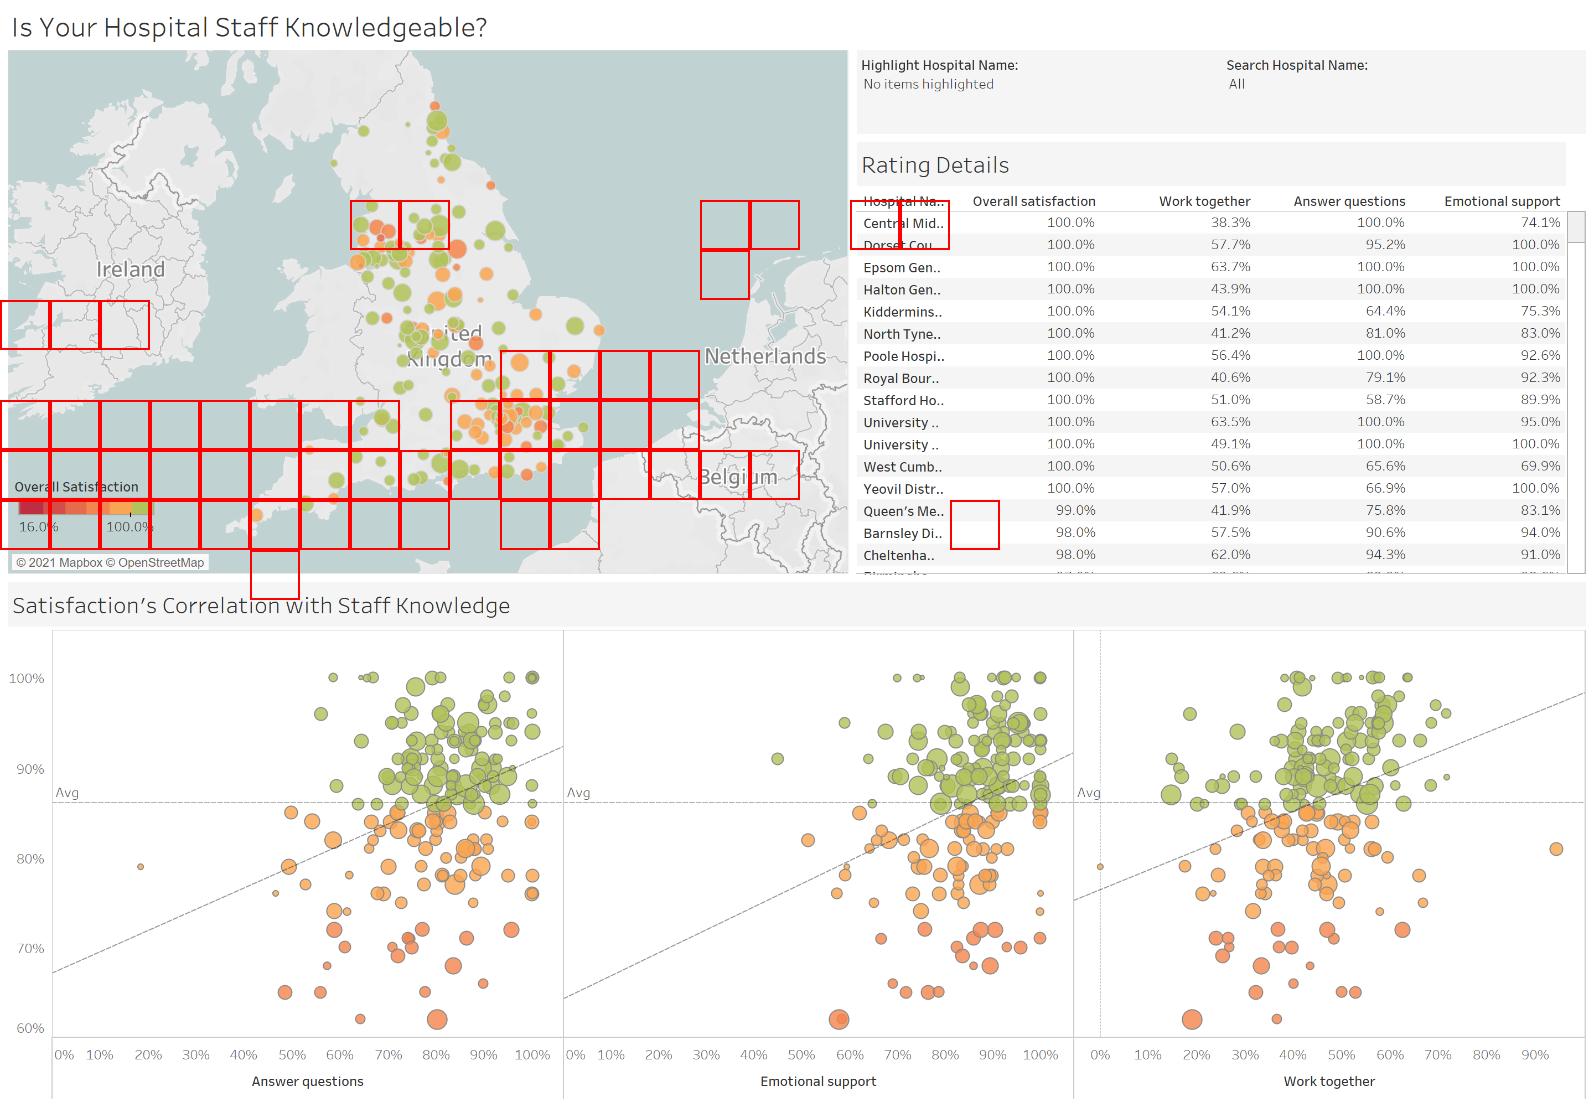 Is Your Hospital Staff Knowledgeable?
Highlight Hospital Name:
No items highlighted
Search Hospital Name:
All
Rating Details
Hospital Na.. Overall satisfaction Work together Answer questions Emotional support
Central Mid.. 100.0% 38.3% 100.0% 74.1%
Dorset Cou.. 100.0% 57.7% 95.2% 100.0%
Epsom Gen.. 100.0% 63.7% 100.0% 100.0%
Halton Gen.. 100.0% 43.9% 100.0% 100.0%
Kiddermins.. 100.0% 54.1% 64.4% 75.3%
North Tyne.. 100.0% 41.2% 81.0% 83.0%
Poole Hospi.. 100.0% 56.4% 100.0% 92.6%
Royal Bour.. 100.0% 40.6% 79.1% 92.3%
Stafford Ho.. 100.0% 51.0% 58.7% 89.9%
University .. 100.0% 63.5% 100.0% 95.0%
University .. 100.0% 49.1% 100.0% 100.0%
West Cumb.. 100.0% 50.6% 65.6% 69.9%
Yeovil Distr.. 100.0% 57.0% 66.9% 100.0%
Queen's Me.. 99.0% 41.9% 75.8% 83.1%
Barnsley Di.. 98.0% 57.5% 90.6% 94.0%
Cheltenha.. 98.0% 62.0% 94.3% 91.0%
Ireland
United
Kingdom
Netherlands
Belgium
Overall Satisfaction
16.0% 100.0%
© 2021 Mapbox © OpenStreetMap
Satisfaction's Correlation with Staff Knowledge
100%
90%
80%
70%
60%
Avg
Avg
Avg
0% 10% 20% 30% 40% 50% 60% 70% 80% 90% 100%
0% 10% 20% 30% 40% 50% 60% 70% 80% 90% 100%
0% 10% 20% 30% 40% 50% 60% 70% 80% 90%
Answer questions
Emotional support
Work together